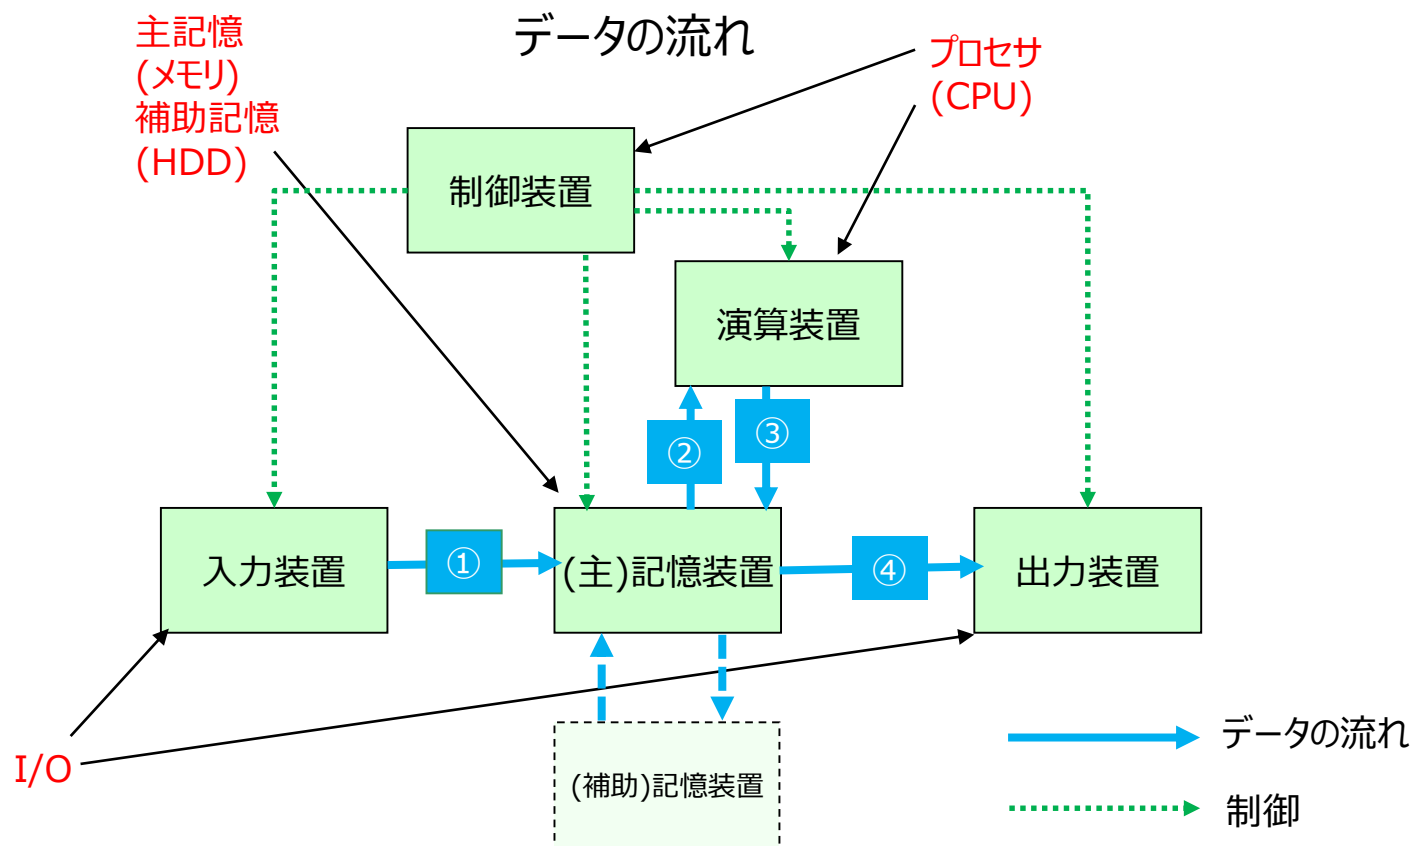 データの流れ
主記憶
(メモリ)
補助記憶
(HDD)
プロセサ
(CPU)
制御装置
演算装置
②
③
入力装置
①
(主)記憶装置
④
出力装置
I/O
(補助)記憶装置
データの流れ
制御